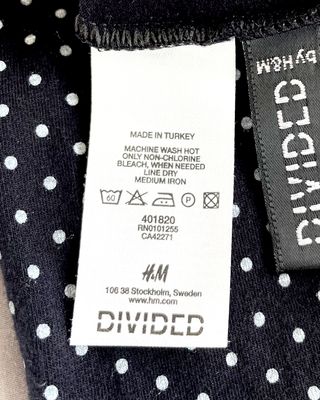 MADE IN TURKEY
MACHINE WASH HOT
ONLY NON-CHLORINE
BLEACH, WHEN NEEDED
LINE DRY
MEDIUM IRON
60 P
401820
RN0101255
CA42271
H&M
106 38 Stockholm, Sweden
www.hm.com
DIVIDED
DIVIDED
by H&M